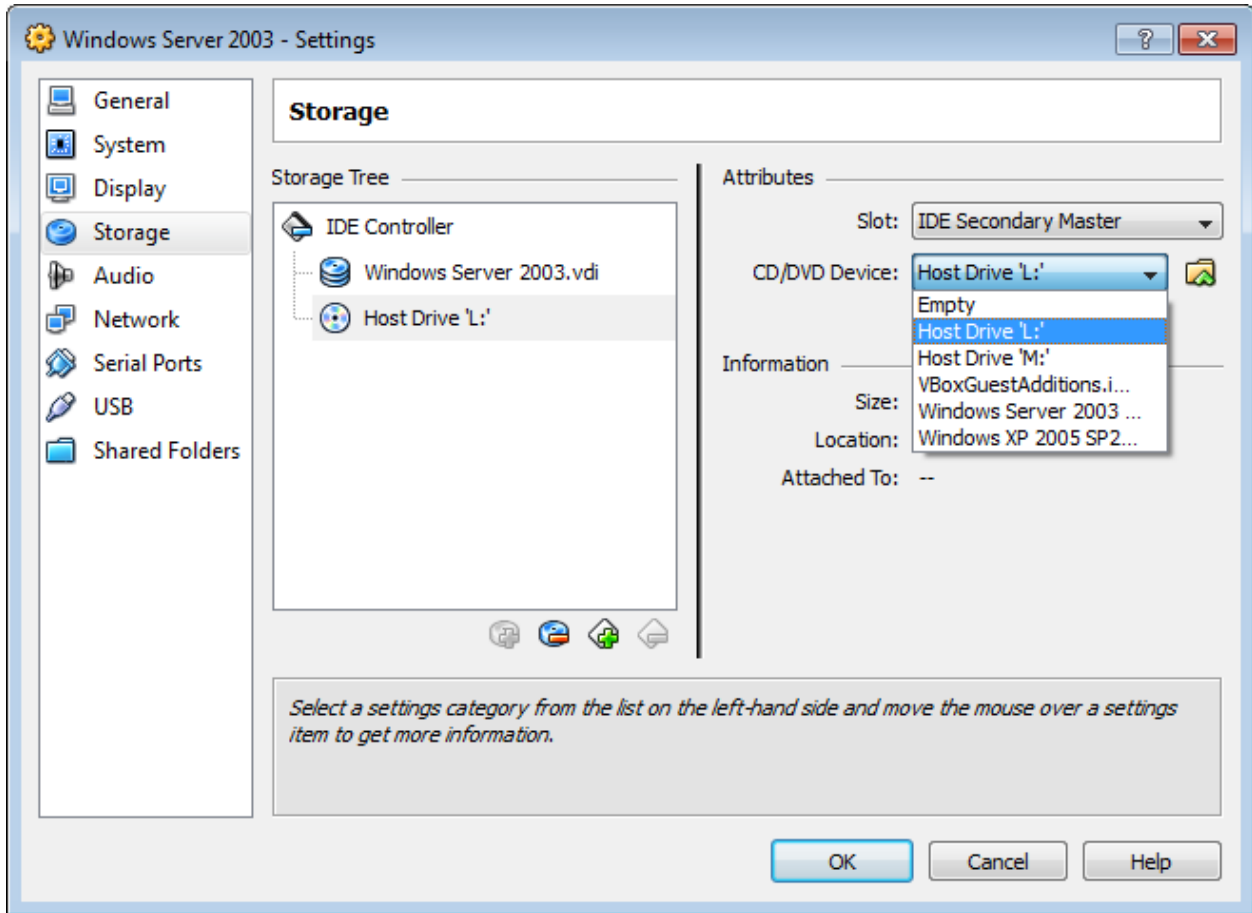 Windows Server 2003 - Settings
?
General
System
Display
Storage
Audio
Network
Serial Ports
USB
Shared Folders
Storage
Storage Tree
IDE Controller
Windows Server 2003.vdi
Host Drive 'L:'
Attributes
Slot: IDE Secondary Master
CD/DVD Device: Host Drive 'L:'
Empty
Host Drive 'L:'
Host Drive 'M:'
VBoxGuestAdditions.i...
Windows Server 2003 ...
Windows XP 2005 SP2...
Information
Size:
Location:
Attached To: --
Select a settings category from the list on the left-hand side and move the mouse over a settings
item to get more information.
OK Cancel Help